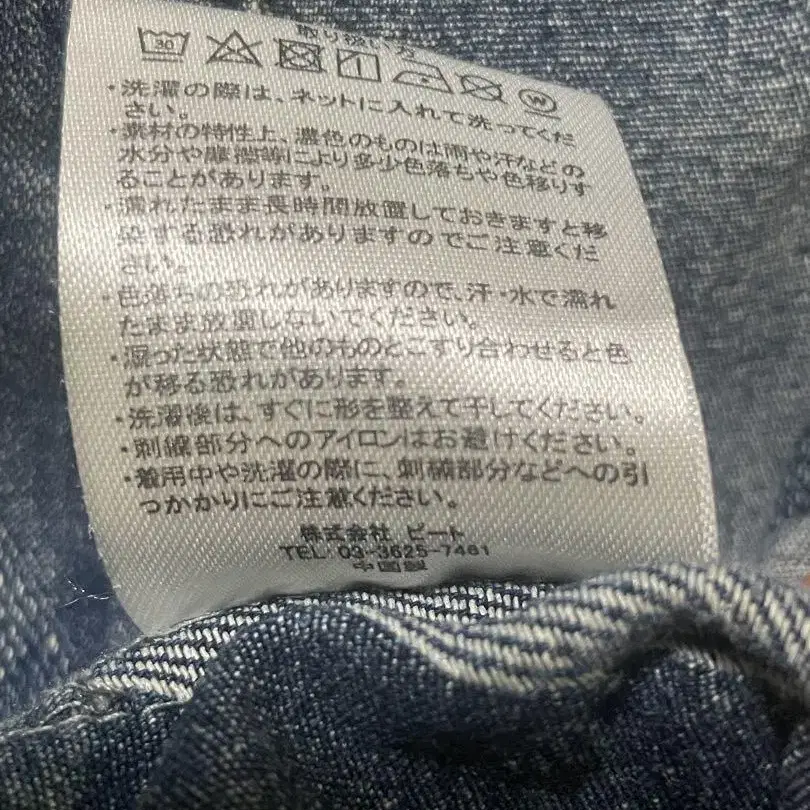 取り扱い方
30 W
・洗濯の際は、ネットに入れて洗ってくだ
さい。
・素材の特性上、濃色のものは雨や汗などの
水分や摩擦等により多少色落ちや色移りす
ることがあります。
・濡れたまま長時間放置しておきますと移
染する恐れがありますのでご注意くだ
さい。
・色落ちの恐れがありますので、汗・水で濡れ
たまま放置しないでください。
・湿った状態で他のものとこすり合わせると色
が移る恐れがあります。
・洗濯後は、すぐに形を整えて干してください。
・刺繍部分へのアイロンはお避けください。
・着用中や洗濯の際に、刺繍部分などへの引
っかかりにご注意ください。
株式会社 ビート
TEL: 03-3625-7461
中国製